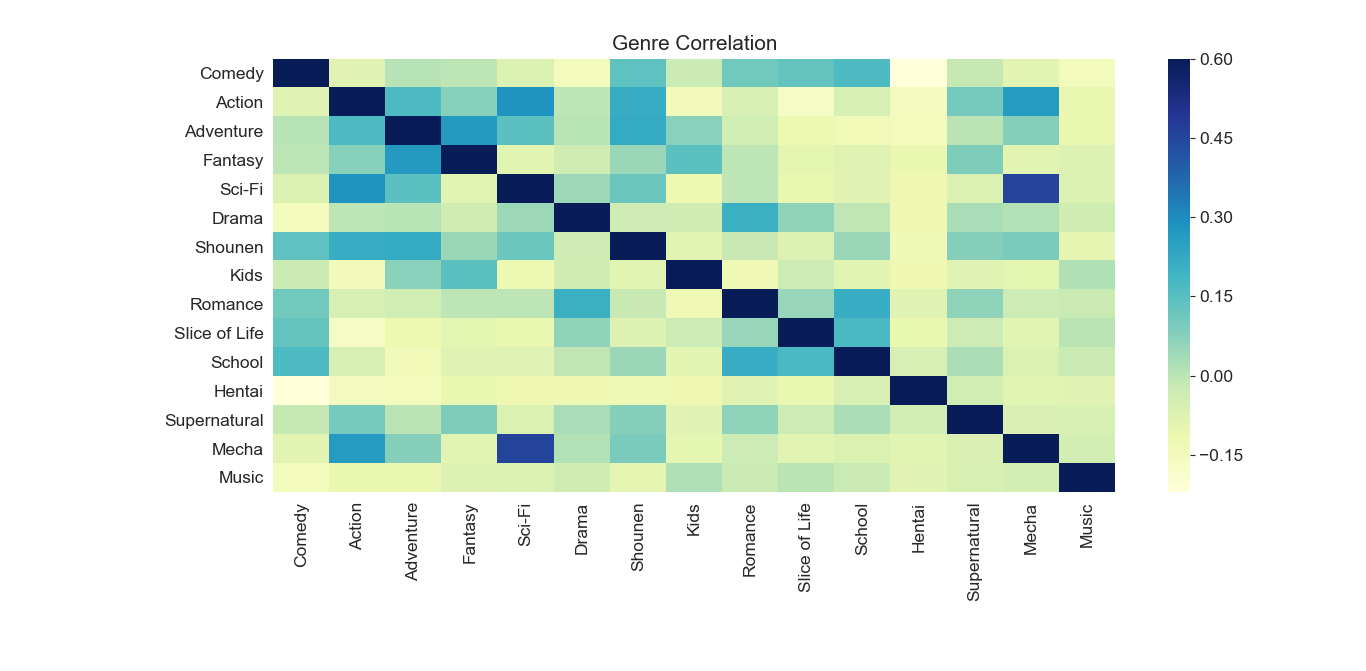 Genre Correlation
Comedy
Action
Adventure
Fantasy
Sci-Fi
Drama
Shounen
Kids
Romance
Slice of Life
School
Hentai
Supernatural
Mecha
Music
Comedy
Action
Adventure
Fantasy
Sci-Fi
Drama
Shounen
Kids
Romance
Slice of Life
School
Hentai
Supernatural
Mecha
Music
0.60
0.45
0.30
0.15
0.00
−0.15